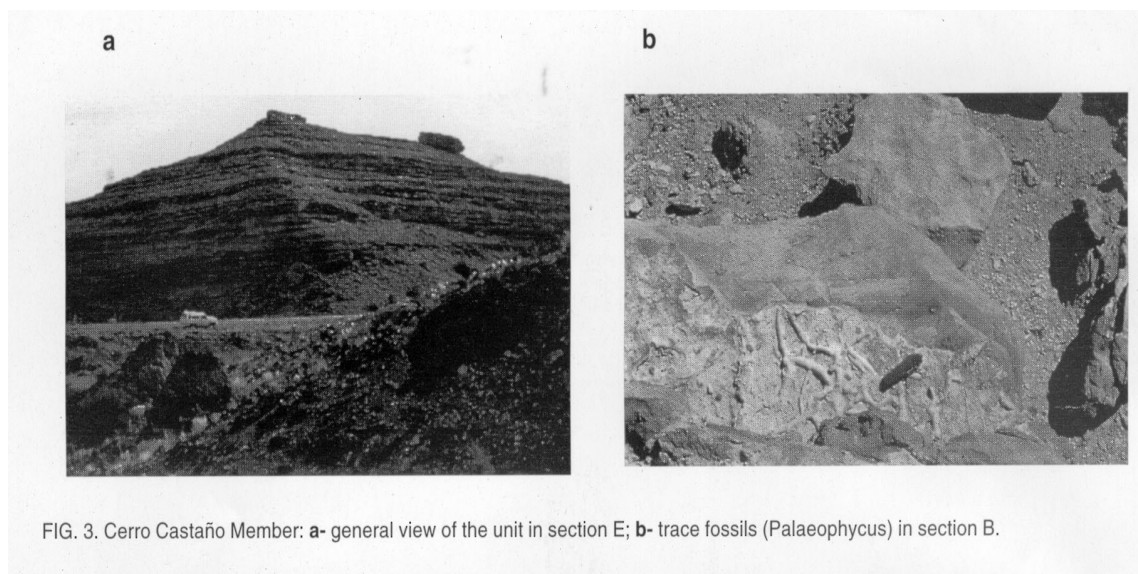 a
b
FIG. 3. Cerro Castaño Member: a- general view of the unit in section E; b- trace fossils (Palaeophycus) in section B.